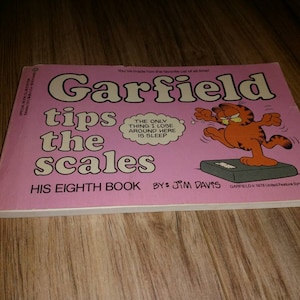 Garfield
tips
the
scales
THE ONLY
THING I LOSE
AROUND HERE
IS SLEEP
HIS EIGHTH BOOK BY: JIM DAVIS